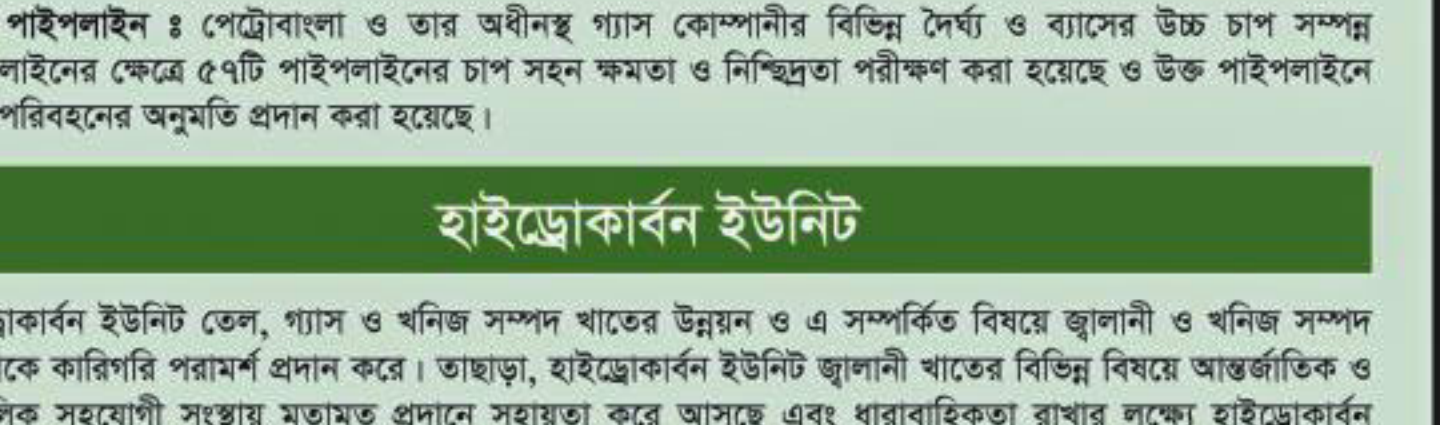 পাইপলাইন ঃ পেট্রোবাংলা ও তার অধীনস্থ গ্যাস কোম্পানীর বিভিন্ন দৈর্ঘ্য ও ব্যাসের উচ্চ চাপ সম্পন্ন
লাইনের ক্ষেত্রে ৫৭টি পাইপলাইনের চাপ সহন ক্ষমতা ও নিশ্ছিদ্রতা পরীক্ষণ করা হয়েছে ও উক্ত পাইপলাইনে
পরিবহনের অনুমতি প্রদান করা হয়েছে।
হাইড্রোকার্বন ইউনিট
ইউনিট তেল, গ্যাস ও খনিজ সম্পদ খাতের উন্নয়ন ও এ সম্পর্কিত বিষয়ে জ্বালানী ও খনিজ সম্পদ
কে কারিগরি পরামর্শ প্রদান করে। তাছাড়া, হাইড্রোকার্বন ইউনিট জ্বালানী খাতের বিভিন্ন বিষয়ে আন্তর্জাতিক ও
সহযোগী সংস্থায় মতামত প্রদানে সহায়তা করে আসছে এবং ধারাবাহিকতা রাখার লক্ষ্যে হাইড্রোকার্বন